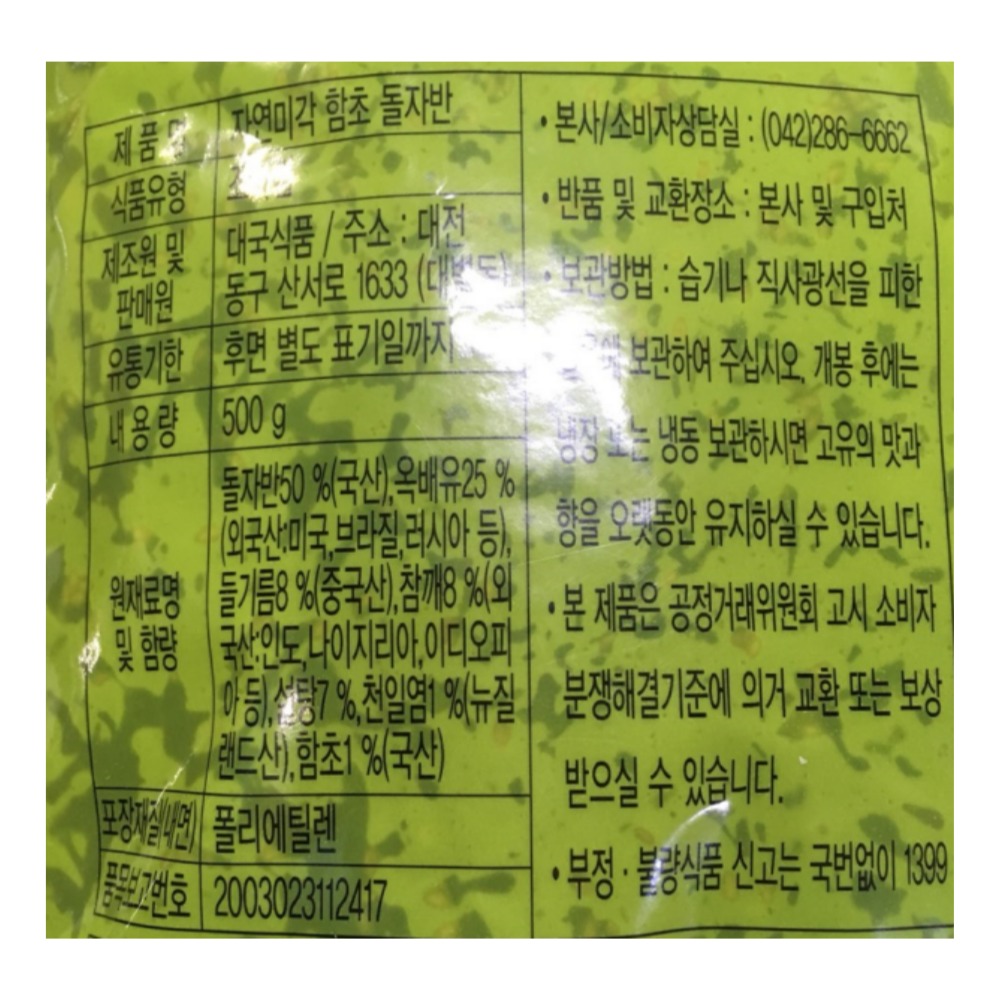 제 품 명 자연미각 함초 돌자반
식품유형
제조원 및 판매원 대국식품 / 주소 : 대전
동구 산서로 1633
유통기한 후면 별도 표기일까지
내 용 량 500 g
원재료명 및 함량 돌자반50 %(국산),옥배유25 %
(외국산:미국,브라질,러시아 등),
들기름8 %(중국산),참깨8 %(외
국산:인도,나이지리아,이디오피
아 등),설탕7 %,천일염1 %(뉴질
랜드산),함초1 %(국산)
포장재질(내면) 폴리에틸렌
품목보고번호 2003023112417
• 본사/소비자상담실 : (042)286-6662
• 반품 및 교환장소 : 본사 및 구입처
• 보관방법 : 습기나 직사광선을 피한
보관하여 주십시오. 개봉 후에는
냉장 또는 냉동 보관하시면 고유의 맛과
향을 오랫동안 유지하실 수 있습니다.
• 본 제품은 공정거래위원회 고시 소비자
분쟁해결기준에 의거 교환 또는 보상
받으실 수 있습니다.
• 부정 · 불량식품 신고는 국번없이 1399